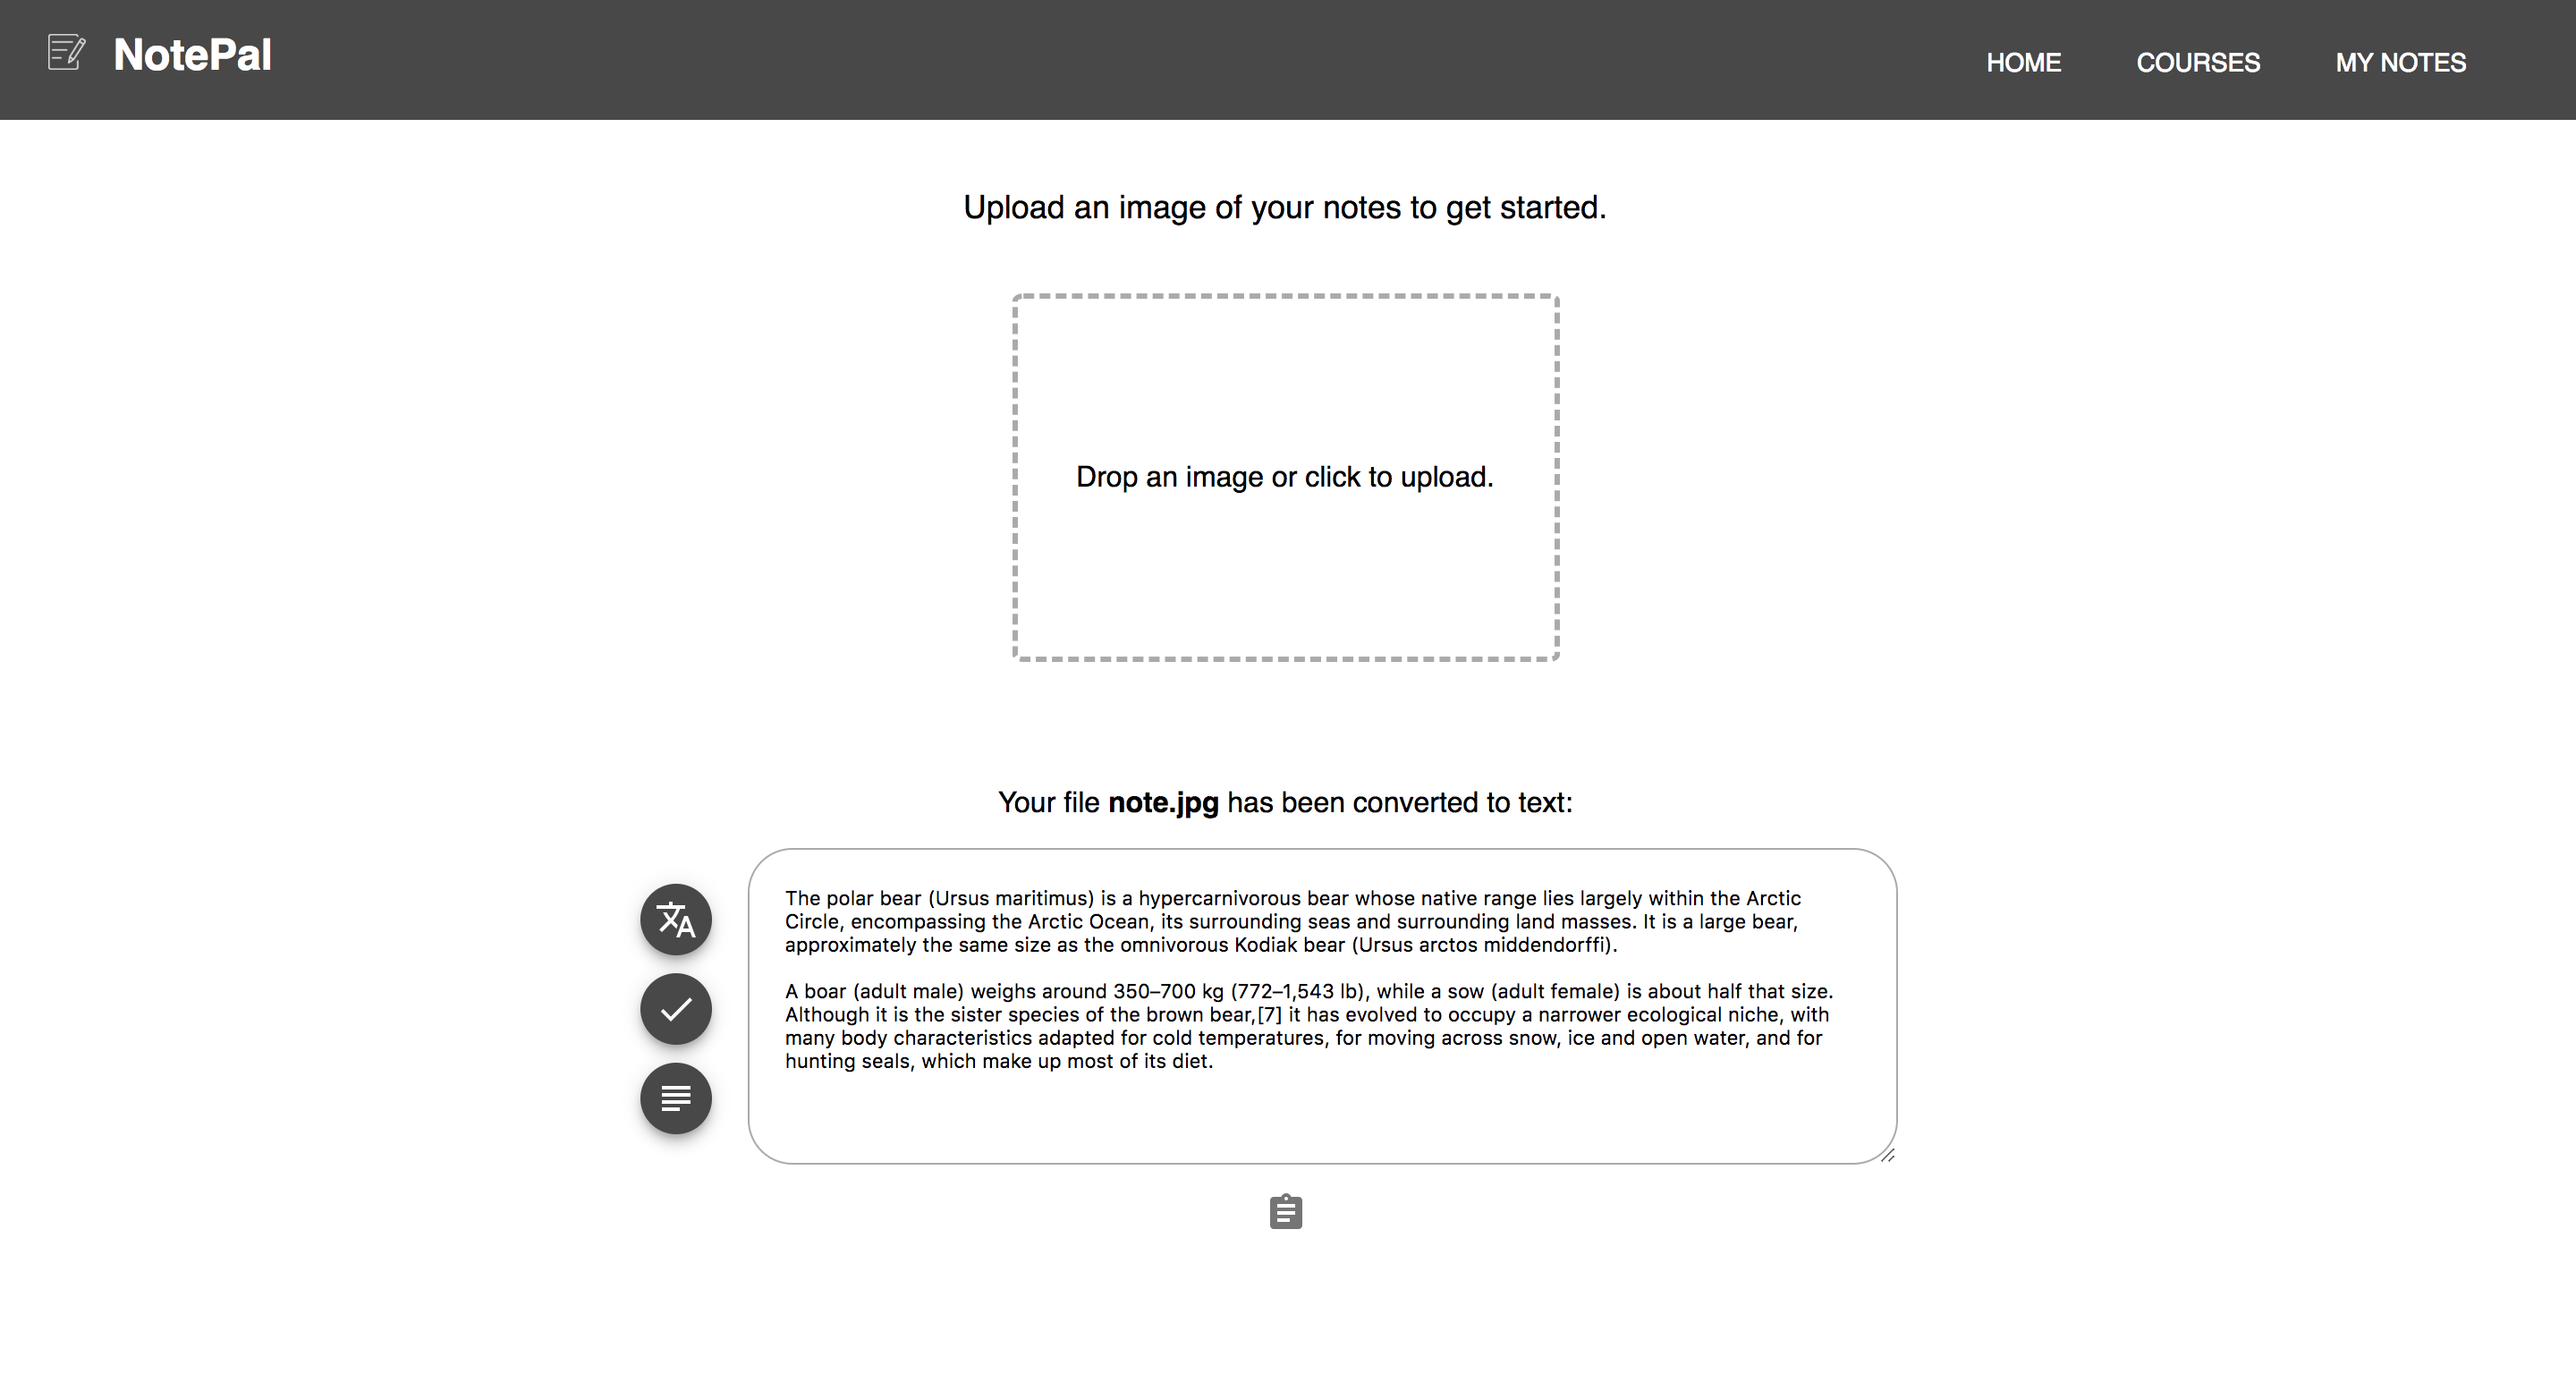 NotePal
HOME COURSES MY NOTES
Upload an image of your notes to get started.
Drop an image or click to upload.
Your file note.jpg has been converted to text:
The polar bear (Ursus maritimus) is a hypercarnivorous bear whose native range lies largely within the Arctic
Circle, encompassing the Arctic Ocean, its surrounding seas and surrounding land masses. It is a large bear,
approximately the same size as the omnivorous Kodiak bear (Ursus arctos middendorffi).
A boar (adult male) weighs around 350–700 kg (772–1,543 lb), while a sow (adult female) is about half that size.
Although it is the sister species of the brown bear,[7] it has evolved to occupy a narrower ecological niche, with
many body characteristics adapted for cold temperatures, for moving across snow, ice and open water, and for
hunting seals, which make up most of its diet.